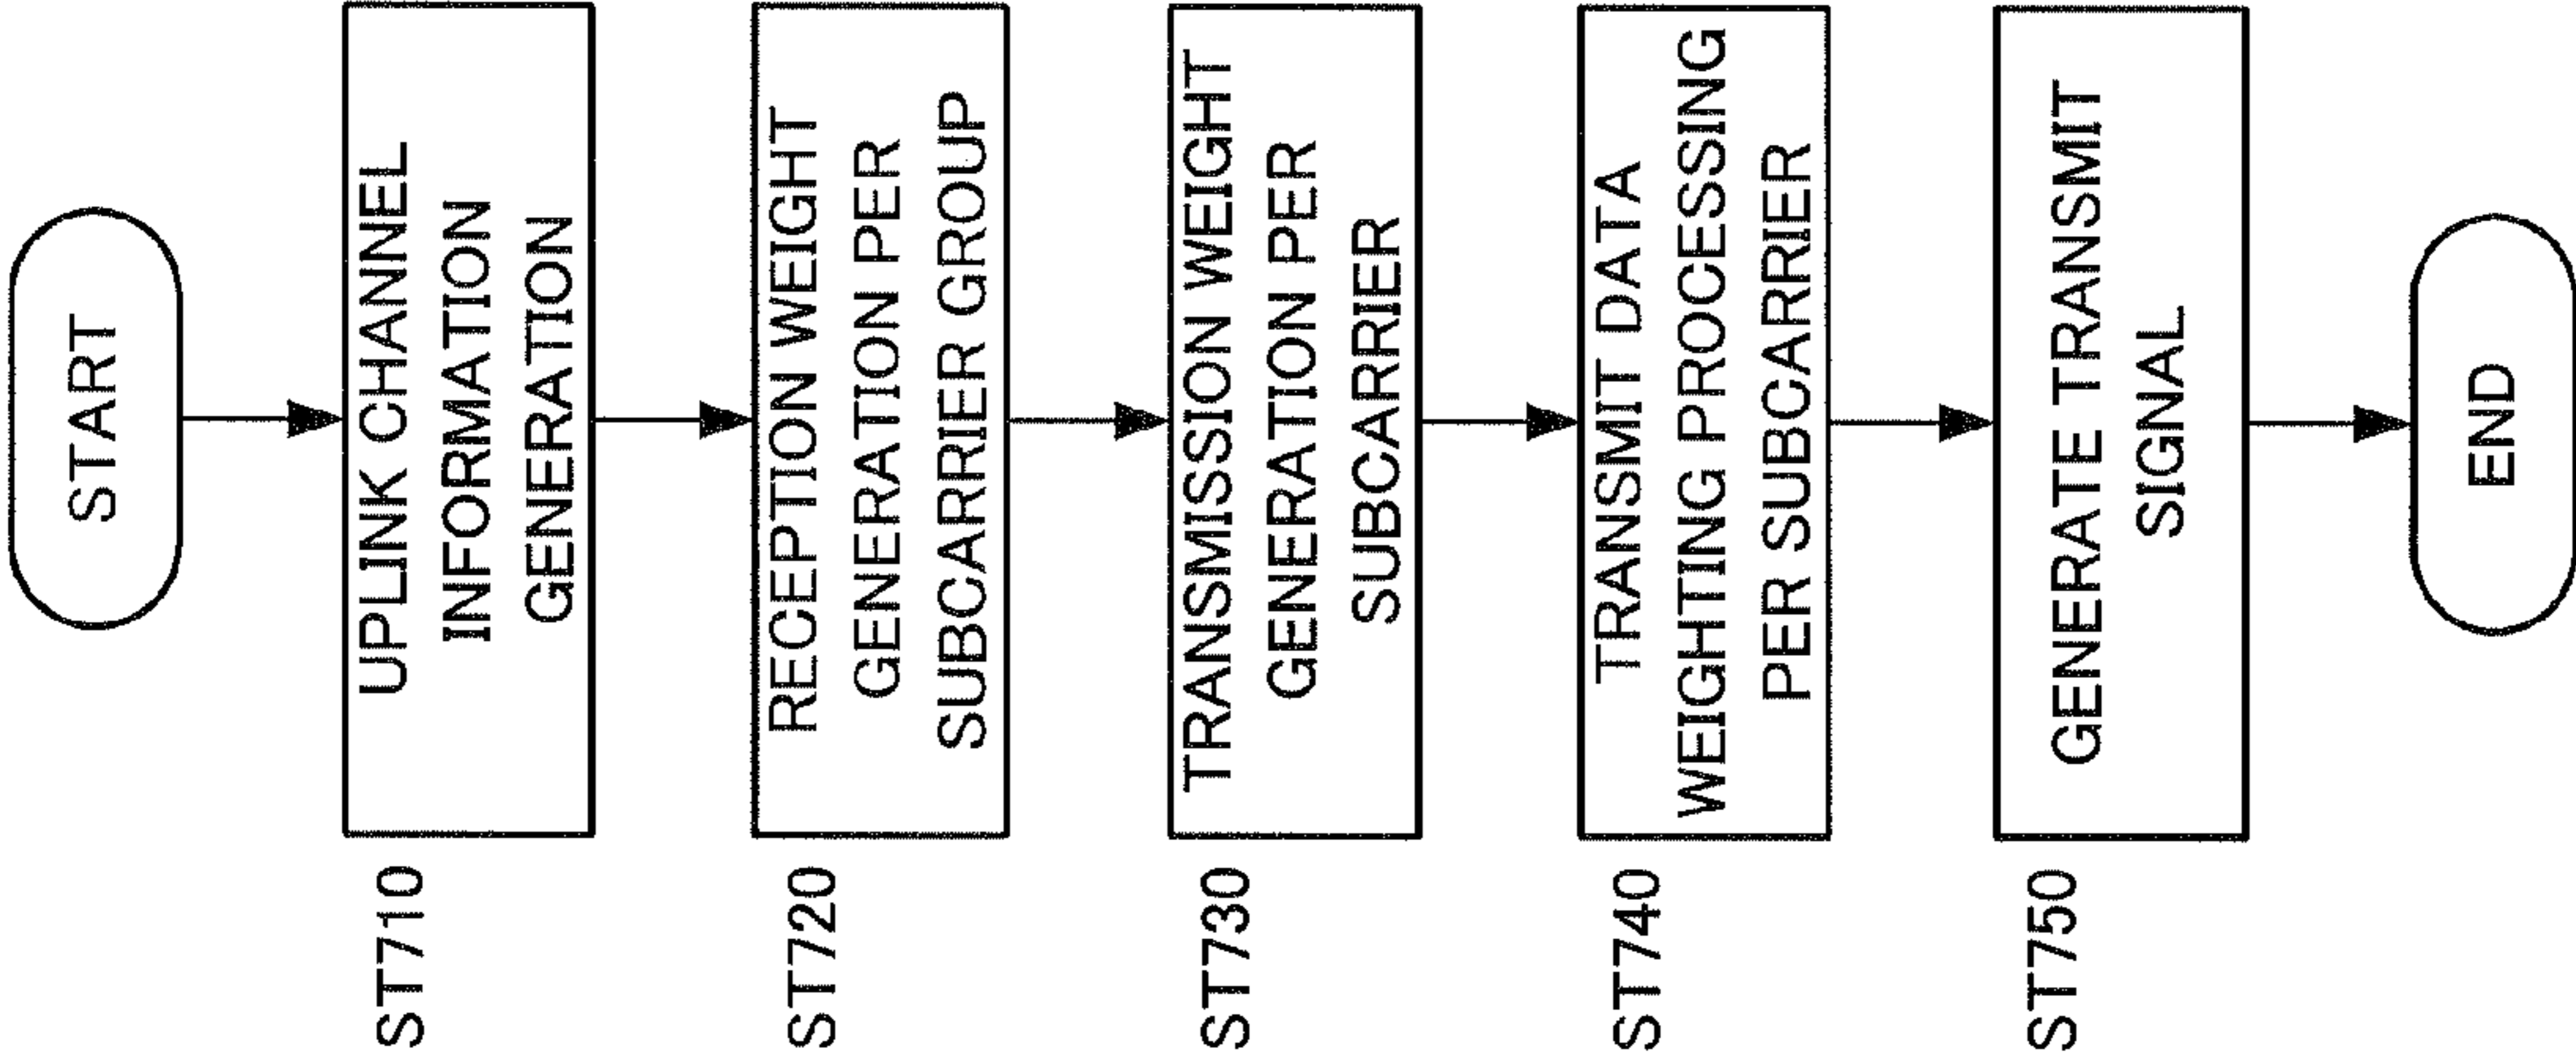 START
ST710
UPLINK CHANNEL
INFORMATION
GENERATION
ST720
RECEPTION WEIGHT
GENERATION PER
SUBCARRIER GROUP
ST730
TRANSMISSION WEIGHT
GENERATION PER
SUBCARRIER
ST740
TRANSMIT DATA
WEIGHTING PROCESSING
PER SUBCARRIER
ST750
GENERATE TRANSMIT
SIGNAL
END